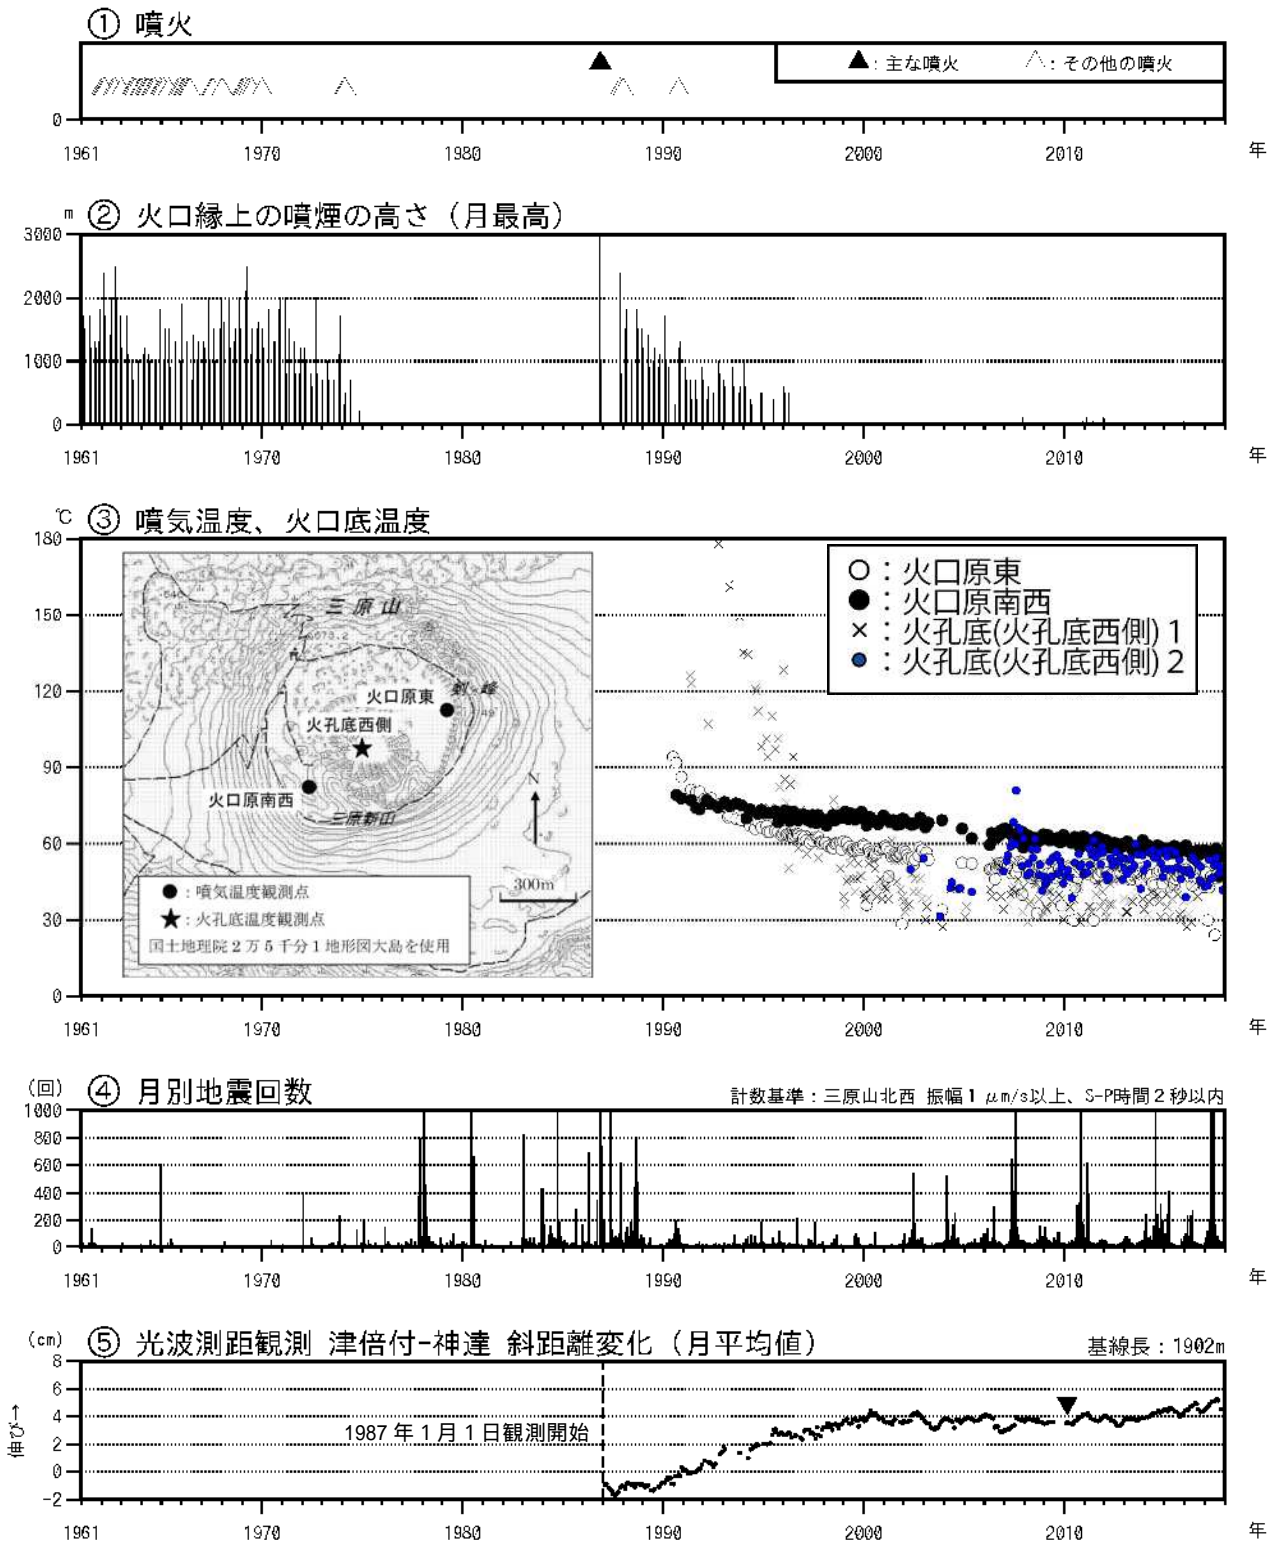 ① 噴火
▲：主な噴火 △：その他の噴火
0
1961 1970 1980 1990 2000 2010 年
m ② 火口縁上の噴煙の高さ（月最高）
3000
2000
1000
0
1961 1970 1980 1990 2000 2010 年
℃ ③ 噴気温度、火口底温度
180
150
120
90
60
30
0
○：火口原東
●：火口原南西
×：火孔底(火孔底西側)1
●：火孔底(火孔底西側)2
三原山
火口原東
剣ヶ峰
火孔底西側
火口原南西
三原新山
N
300m
●：噴気温度観測点
★：火孔底温度観測点
国土地理院2万5千分1地形図大島を使用
1961 1970 1980 1990 2000 2010 年
(回) ④ 月別地震回数
計数基準：三原山北西 振幅1 μm/s以上、S-P時間2秒以内
1000
800
600
400
200
0
1961 1970 1980 1990 2000 2010 年
(cm) ⑤ 光波測距観測 津倍付-神達 斜距離変化（月平均値）
基線長：1902m
8
6
4
2
0
-2
伸び→
1987年1月1日観測開始
1961 1970 1980 1990 2000 2010 年